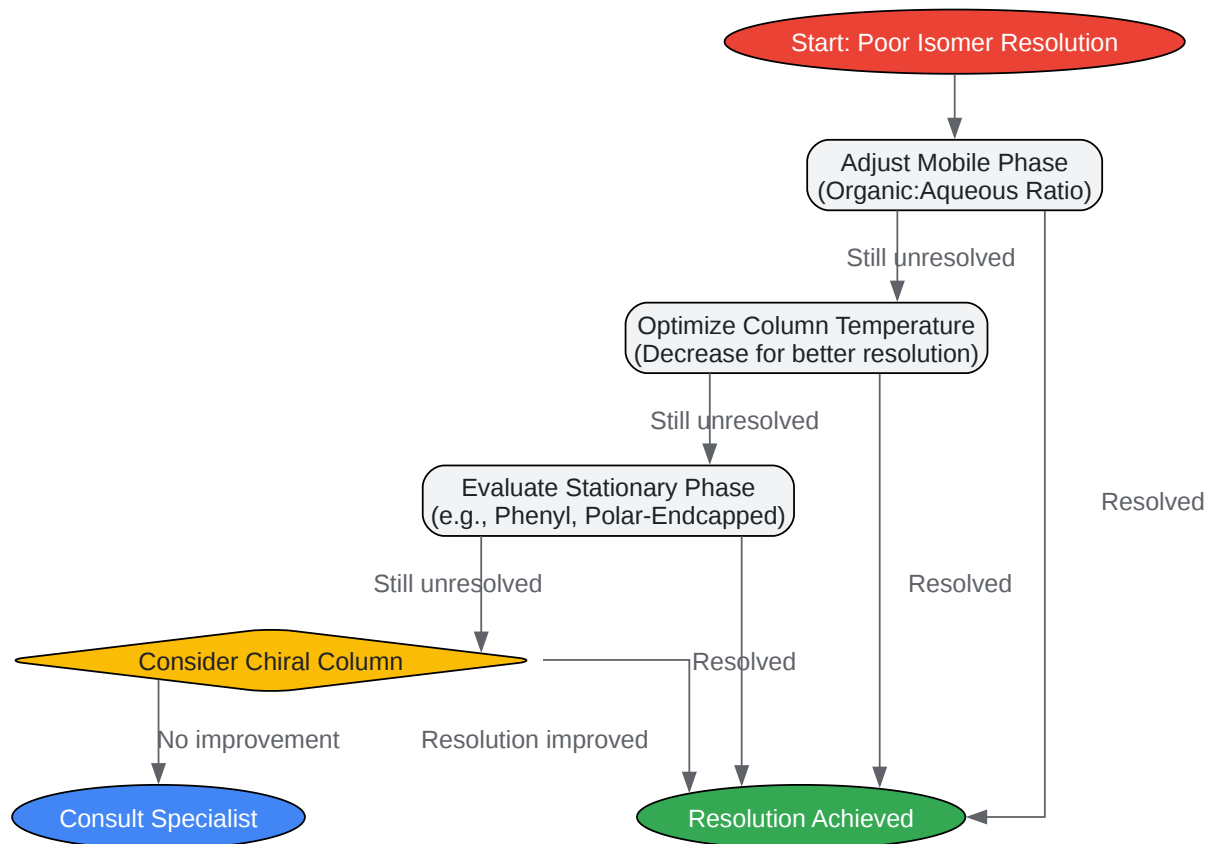 Start: Poor Isomer Resolution
Adjust Mobile Phase
(Organic:Aqueous Ratio)
Still unresolved
Optimize Column Temperature
(Decrease for better resolution)
Still unresolved
Evaluate Stationary Phase
(e.g., Phenyl, Polar-Endcapped)
Resolved
Still unresolved
Resolved
Consider Chiral Column
Resolved
No improvement
Resolution improved
Consult Specialist
Resolution Achieved